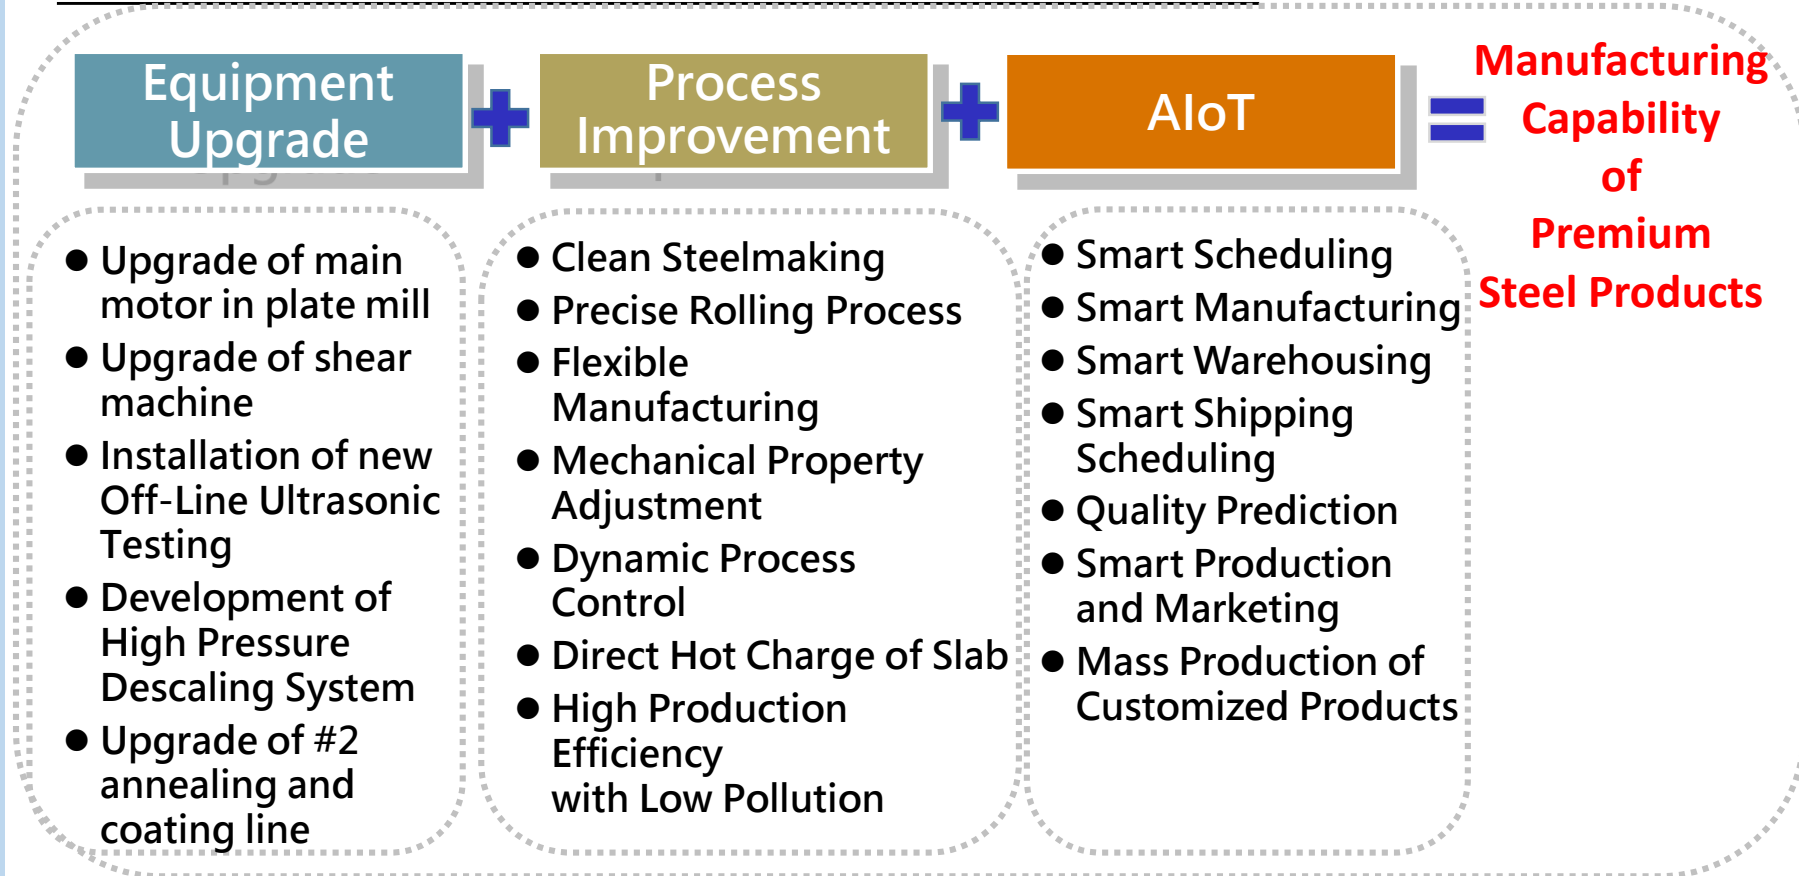 Equipment
Upgrade
Process
Improvement
AIoT
Manufacturing
Capability
of
Premium
Steel Products
● Upgrade of main
motor in plate mill
● Upgrade of shear
machine
● Installation of new
Off-Line Ultrasonic
Testing
● Development of
High Pressure
Descaling System
● Upgrade of #2
annealing and
coating line
● Clean Steelmaking
● Precise Rolling Process
● Flexible
Manufacturing
● Mechanical Property
Adjustment
● Dynamic Process
Control
● Direct Hot Charge of Slab
● High Production
Efficiency
with Low Pollution
● Smart Scheduling
● Smart Manufacturing
● Smart Warehousing
● Smart Shipping
Scheduling
● Quality Prediction
● Smart Production
and Marketing
● Mass Production of
Customized Products